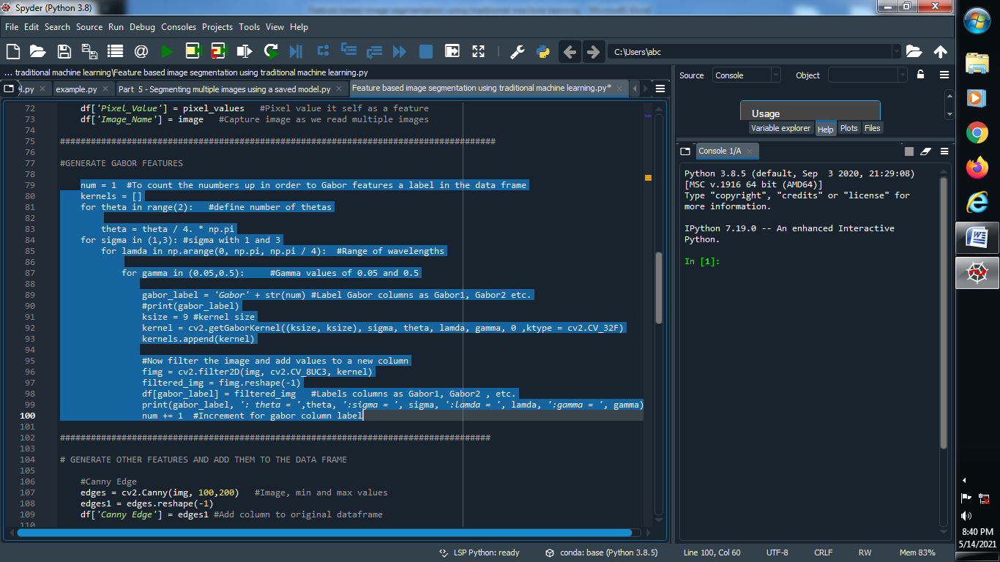 Spyder (Python 3.8)
File Edit Search Source Run Debug Consoles Projects Tools View Help
C:\Users\abc
... traditional machine learning\Feature based image segmentation using traditional machine learning.py
el.py
example.py
Part 5 - Segmenting multiple images using a saved model.py
Feature based image segmentation using traditional machine learning.py*
72 df['Pixel_Value'] = pixel_values #Pixel value it self as a feature
73 df['Image_Name'] = image #Capture image as we read multiple images
74
75 #####################################################################################
76
77 #GENERATE GABOR FEATURES
78
79 num = 1 #To count the nuumbers up in order to Gabor features a label in the data frame
80 kernels = []
81 for theta in range(2): #define number of thetas
82
83 theta = theta / 4. * np.pi
84 for sigma in (1,3): #sigma with 1 and 3
85 for lamda in np.arange(0, np.pi, np.pi / 4): #Range of wavelengths
86
87 for gamma in (0.05,0.5): #Gamma values of 0.05 and 0.5
88
89 gabor_label = 'Gabor' + str(num) #Label Gabor columns as Gabor1, Gabor2 etc.
90 #print(gabor_label)
91 ksize = 9 #kernel size
92 kernel = cv2.getGaborKernel((ksize, ksize), sigma, theta, lamda, gamma, 0 ,ktype = cv2.CV_32F)
93 kernels.append(kernel)
94
95 #Now filter the image and add values to a new column
96 fimg = cv2.filter2D(img, cv2.CV_8UC3, kernel)
97 filtered_img = fimg.reshape(-1)
98 df[gabor_label] = filtered_img #Labels columns as Gabor1, Gabor2 , etc.
99 print(gabor_label, ': theta = ',theta, ':sigma = ', sigma, ':lamda = ', lamda, ':gamma = ', gamma)
100 num += 1 #Increment for gabor column label
101
102 ####################################################################################
103
104 # GENERATE OTHER FEATURES AND ADD THEM TO THE DATA FRAME
105
106 #Canny Edge
107 edges = cv2.Canny(img, 100,200) #Image, min and max values
108 edges1 = edges.reshape(-1)
109 df['Canny Edge'] = edges1 #Add column to original dataframe
110
Source Console Object
Usage
Variable explorer Help Plots Files
Console 1/A
Python 3.8.5 (default, Sep 3 2020, 21:29:08)
[MSC v.1916 64 bit (AMD64)]
Type "copyright", "credits" or "license" for
more information.
IPython 7.19.0 -- An enhanced Interactive
Python.
In [1]:
LSP Python: ready conda: base (Python 3.8.5) Line 100, Col 60 UTF-8 CRLF RW Mem 83%
8:40 PM
5/14/2021